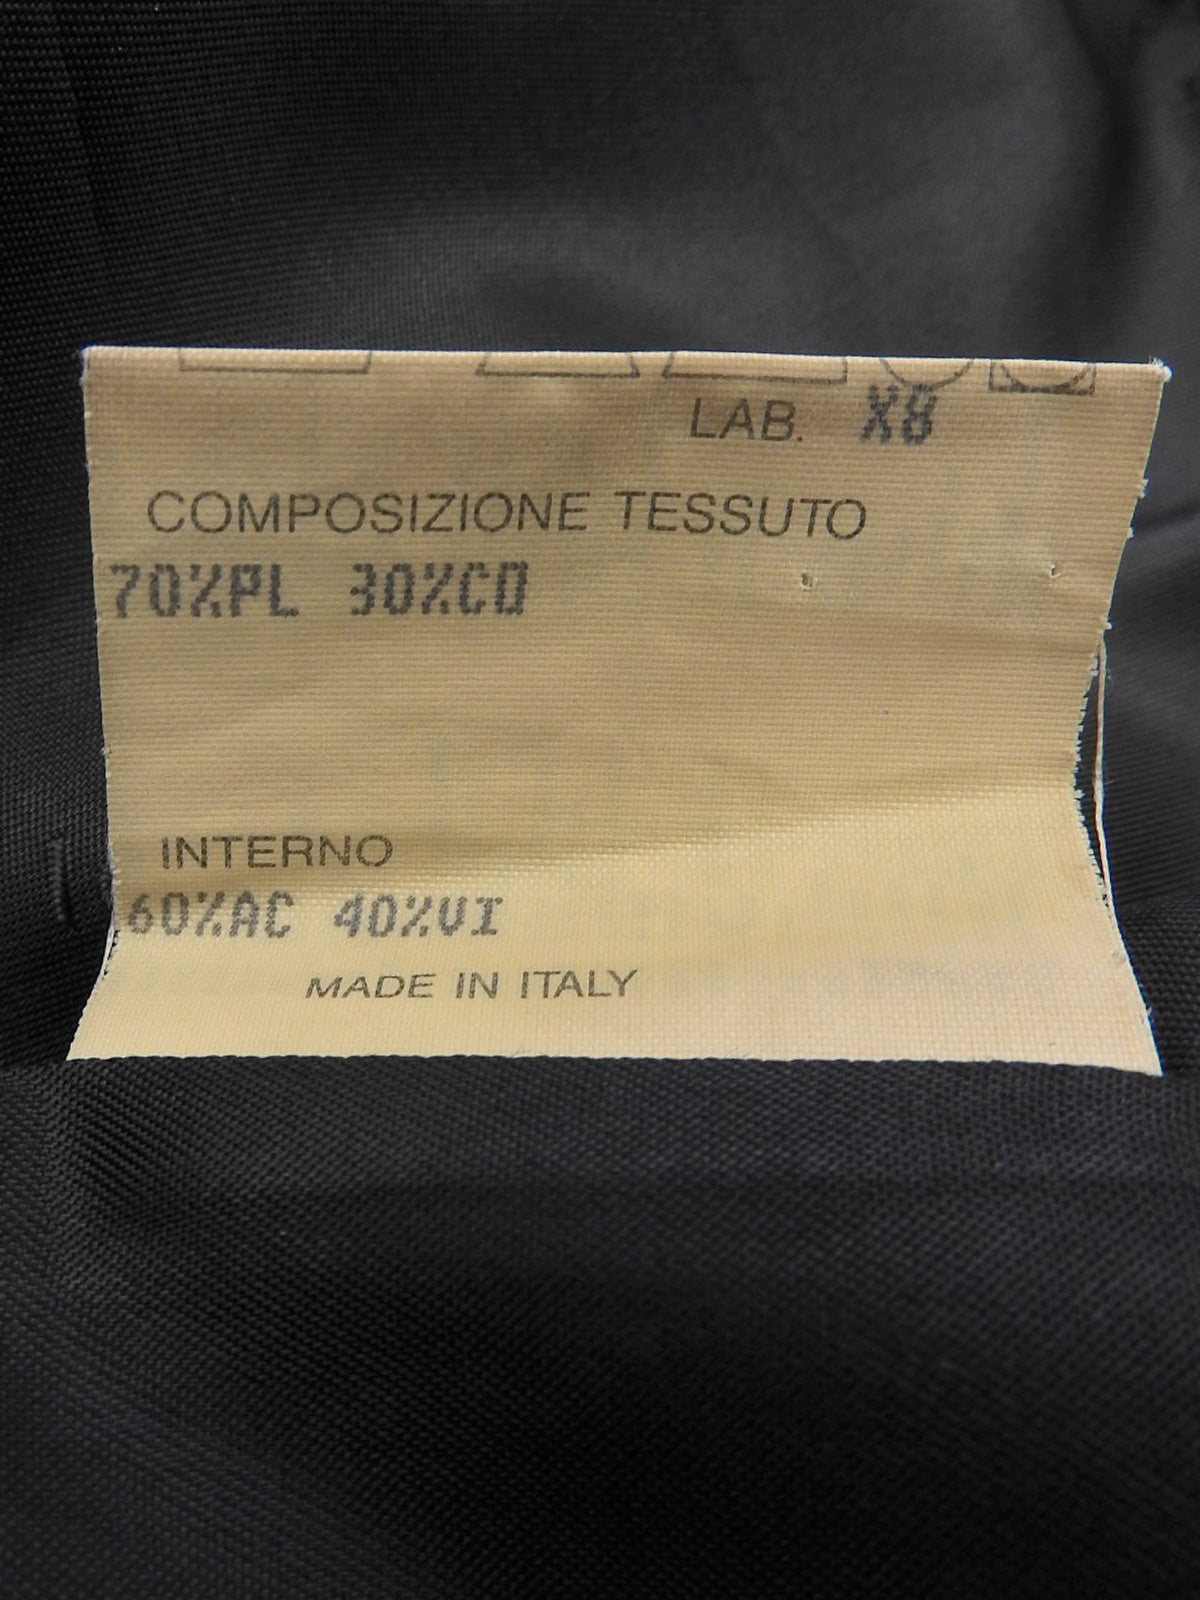 LAB. X8
COMPOSIZIONE TESSUTO
70%PL 30%CO
INTERNO
60%AC 40%VI
MADE IN ITALY